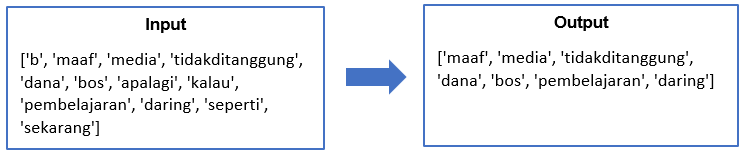 Input
['b', 'maaf', 'media', 'tidakditanggung',
'dana', 'bos', 'apalagi', 'kalau',
'pembelajaran', 'daring', 'seperti',
'sekarang']
Output
['maaf', 'media', 'tidakditanggung',
'dana', 'bos', 'pembelajaran', 'daring']